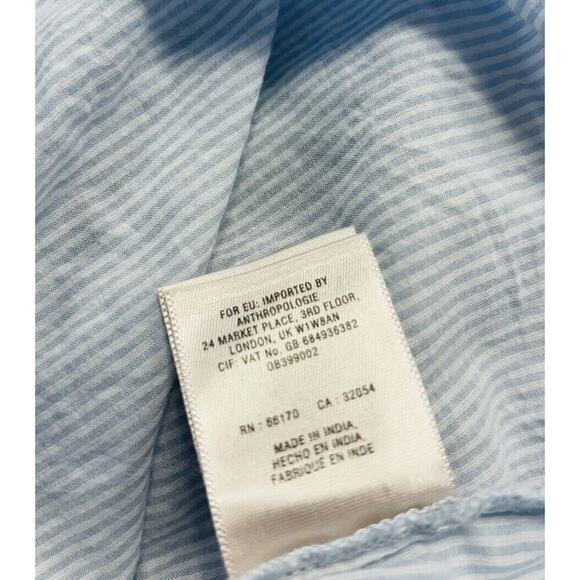 FOR EU: IMPORTED BY
ANTHROPOLOGIE
24 MARKET PLACE, 3RD FLOOR,
LONDON, UK W1W8AN
CIF: VAT No. GB 684936382
0B399002
RN : 66170 CA : 32054
MADE IN INDIA,
HECHO EN INDIA,
FABRIQUÉ EN INDE